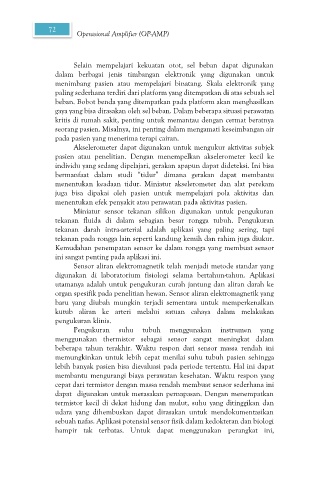 72
Operasional Amplifier (OP-AMP)
Selain mempelajari kekuatan otot, sel beban dapat digunakan
dalam berbagai jenis timbangan elektronik yang digunakan untuk
menimbang pasien atau mempelajari binatang. Skala elektronik yang
paling sederhana terdiri dari platform yang ditempatkan di atas sebuah sel
beban. Bobot benda yang ditempatkan pada platform akan menghasilkan
gaya yang bisa dirasakan oleh sel beban. Dalam beberapa situasi perawatan
kritis di rumah sakit, penting untuk memantau dengan cermat beratnya
seorang pasien. Misalnya, ini penting dalam mengamati keseimbangan air
pada pasien yang menerima terapi cairan.
Akselerometer dapat digunakan untuk mengukur aktivitas subjek
pasien atau penelitian. Dengan menempelkan akselerometer kecil ke
individu yang sedang dipelajari, gerakan apapun dapat dideteksi. Ini bisa
bermanfaat dalam studi "tidur" dimana gerakan dapat membantu
menentukan keadaan tidur. Miniatur akselerometer dan alat perekam
juga bisa dipakai oleh pasien untuk mempelajari pola aktivitas dan
menentukan efek penyakit atau perawatan pada aktivitas pasien.
Miniatur sensor tekanan silikon digunakan untuk pengukuran
tekanan fluida di dalam sebagian besar rongga tubuh. Pengukuran
tekanan darah intra-arterial adalah aplikasi yang paling sering, tapi
tekanan pada rongga lain seperti kandung kemih dan rahim juga diukur.
Kemudahan penempatan sensor ke dalam rongga yang membuat sensor
ini sangat penting pada aplikasi ini.
Sensor aliran elektromagnetik telah menjadi metode standar yang
digunakan di laboratorium fisiologi selama bertahun-tahun. Aplikasi
utamanya adalah untuk pengukuran curah jantung dan aliran darah ke
organ spesifik pada penelitian hewan. Sensor aliran elektromagnetik yang
baru yang diubah mungkin terjadi sementara untuk memperkenalkan
kutub aliran ke arteri melalui satuan cahaya dalam melakukan
pengukuran klinis.
Pengukuran suhu tubuh menggunakan instrumen yang
menggunakan thermistor sebagai sensor sangat meningkat dalam
beberapa tahun terakhir. Waktu respon dari sensor massa rendah ini
memungkinkan untuk lebih cepat menilai suhu tubuh pasien sehingga
lebih banyak pasien bisa dievaluasi pada periode tertentu. Hal ini dapat
membantu mengurangi biaya perawatan kesehatan. Waktu respon yang
cepat dari termistor dengan massa rendah membuat sensor sederhana ini
dapat digunakan untuk merasakan pernapasan. Dengan menempatkan
termistor kecil di dekat hidung dan mulut, suhu yang ditinggikan dan
udara yang dihembuskan dapat dirasakan untuk mendokumentasikan
sebuah nafas. Aplikasi potensial sensor fisik dalam kedokteran dan biologi
hampir tak terbatas. Untuk dapat menggunakan perangkat ini,